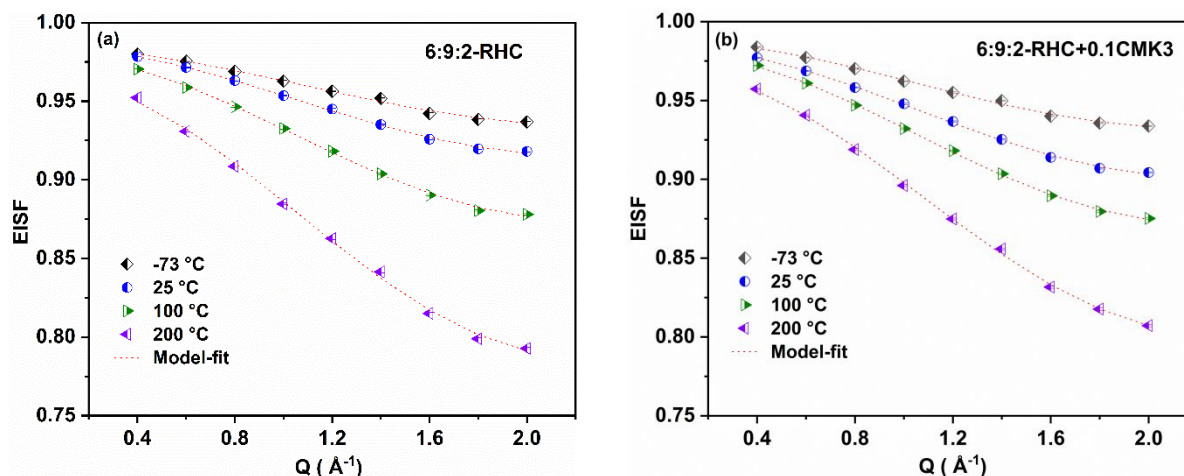 (a)
6:9:2-RHC
EISF
1.00
0.95
0.90
0.85
0.80
0.75
-73 °C
25 °C
100 °C
200 °C
Model-fit
0.4 0.8 1.2 1.6 2.0
Q ( Å⁻¹)
(b)
6:9:2-RHC+0.1CMK3
EISF
1.00
0.95
0.90
0.85
0.80
0.75
-73 °C
25 °C
100 °C
200 °C
Model-fit
0.4 0.8 1.2 1.6 2.0
Q ( Å⁻¹)